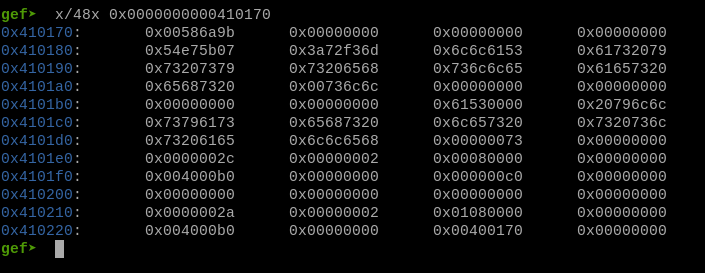 gef➤  x/48x 0x0000000000410170
0x410170:	0x00586a9b	0x00000000	0x00000000	0x00000000
0x410180:	0x54e75b07	0x3a72f36d	0x6c6c6153	0x61732079
0x410190:	0x73207379	0x73206568	0x736c6c65	0x61657320
0x4101a0:	0x65687320	0x00736c6c	0x00000000	0x00000000
0x4101b0:	0x00000000	0x00000000	0x61530000	0x20796c6c
0x4101c0:	0x73796173	0x65687320	0x6c657320	0x7320736c
0x4101d0:	0x73206165	0x6c6c6568	0x00000073	0x00000000
0x4101e0:	0x0000002c	0x00000002	0x00080000	0x00000000
0x4101f0:	0x004000b0	0x00000000	0x000000c0	0x00000000
0x410200:	0x00000000	0x00000000	0x00000000	0x00000000
0x410210:	0x0000002a	0x00000002	0x01080000	0x00000000
0x410220:	0x004000b0	0x00000000	0x00400170	0x00000000
gef➤